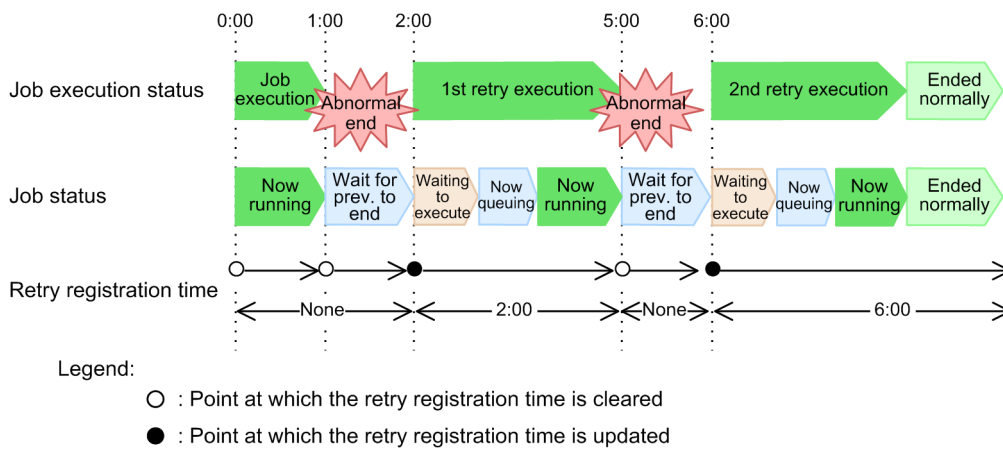 0:00 1:00 2:00 5:00 6:00
Job execution status
Job
execution
Abnormal
end
1st retry execution
Abnormal
end
2nd retry execution
Ended
normally
Job status
Now
running
Wait for
prev. to
end
Waiting
to
execute
Now
queuing
Now
running
Wait for
prev. to
end
Waiting
to
execute
Now
queuing
Now
running
Ended
normally
Retry registration time
None 2:00 None 6:00
Legend:
: Point at which the retry registration time is cleared
: Point at which the retry registration time is updated